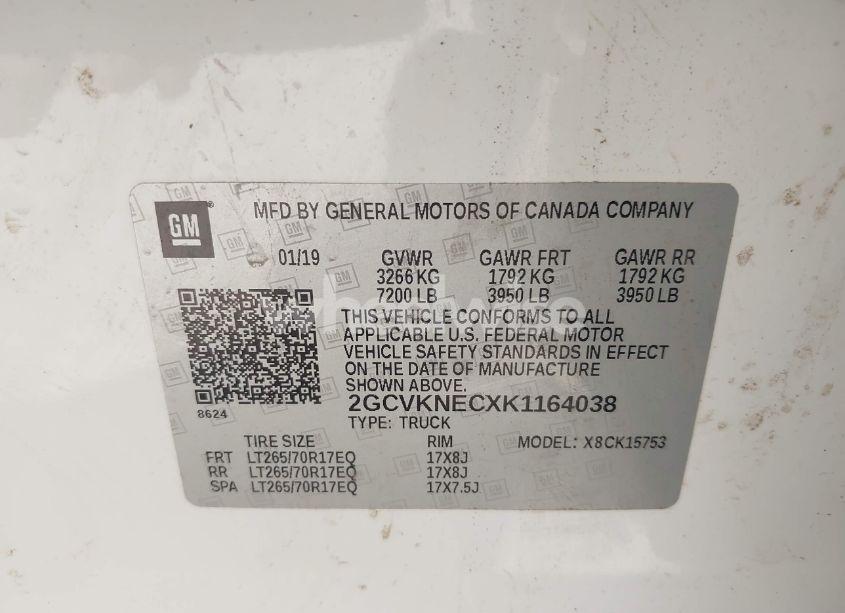 GM
MFD BY GENERAL MOTORS OF CANADA COMPANY
01/19 GVWR GAWR FRT GAWR RR
3266 KG 1792 KG 1792 KG
7200 LB 3950 LB 3950 LB
THIS VEHICLE CONFORMS TO ALL
APPLICABLE U.S. FEDERAL MOTOR
VEHICLE SAFETY STANDARDS IN EFFECT
ON THE DATE OF MANUFACTURE
SHOWN ABOVE.
8624
2GCVKNECXK1164038
TYPE: TRUCK
TIRE SIZE RIM MODEL: X8CK15753
FRT LT265/70R17EQ 17X8J
RR LT265/70R17EQ 17X8J
SPA LT265/70R17EQ 17X7.5J